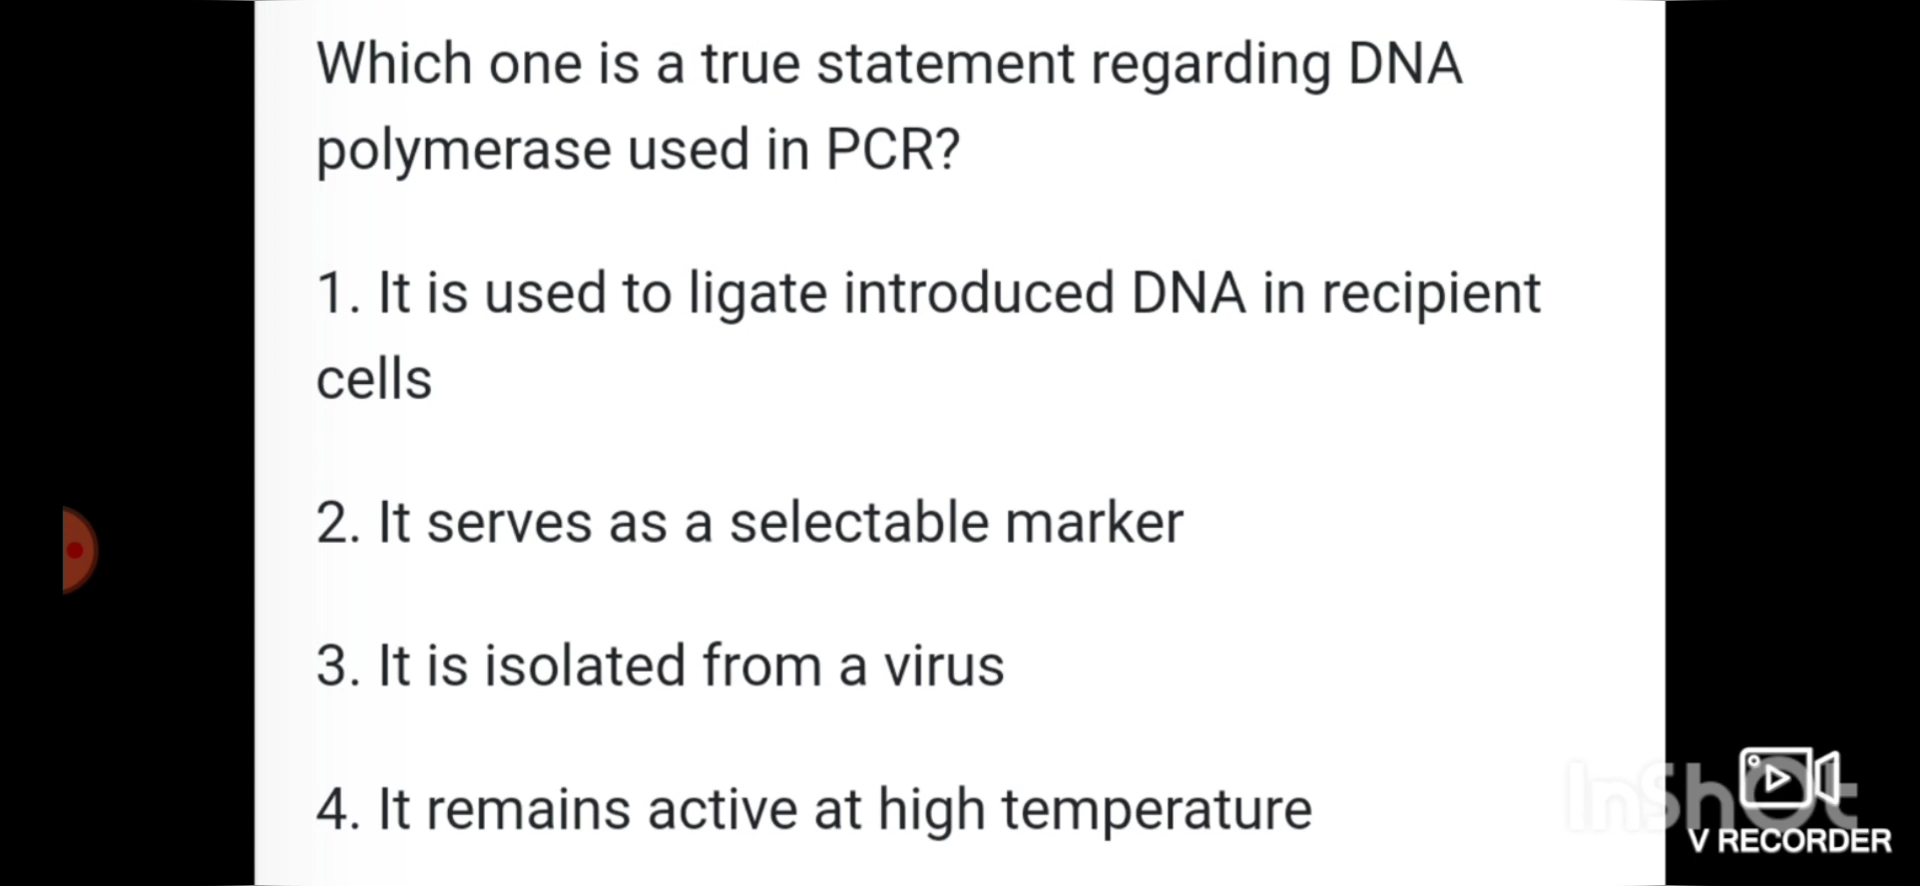 Which one is a true statement regarding DNA
polymerase used in PCR?
1. It is used to ligate introduced DNA in recipient
cells
2. It serves as a selectable marker
3. It is isolated from a virus
4. It remains active at high temperature
InShOt
V RECORDER